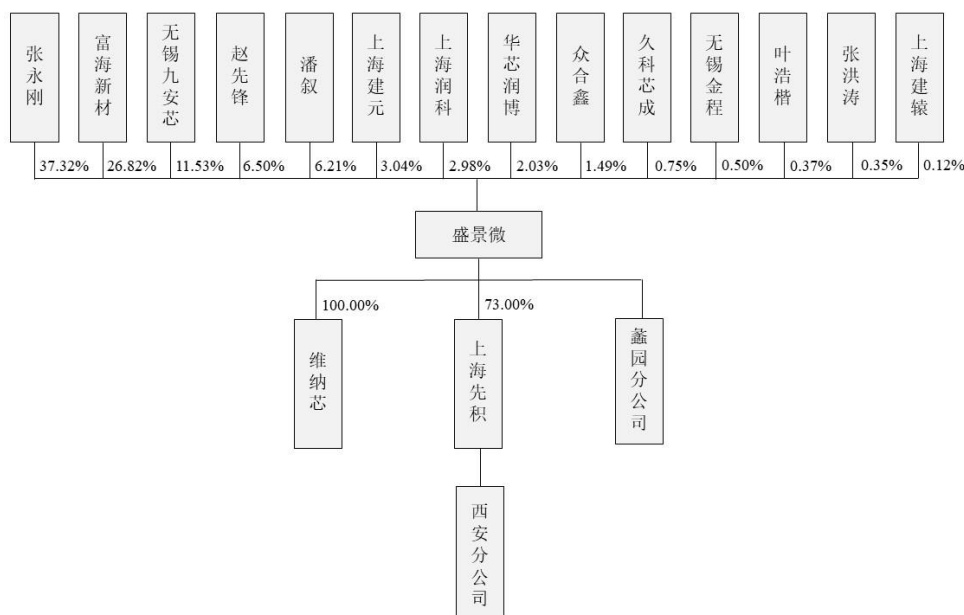 张永刚
富海新材
无锡九安芯
赵先锋
潘叙
上海建元
上海润科
华芯润博
众合鑫
久科芯成
无锡金程
叶浩楷
张洪涛
上海建辕
37.32%
26.82%
11.53%
6.50%
6.21%
3.04%
2.98%
2.03%
1.49%
0.75%
0.50%
0.37%
0.35%
0.12%
盛景微
100.00%
73.00%
维纳芯
上海先积
蠡园分公司
西安分公司